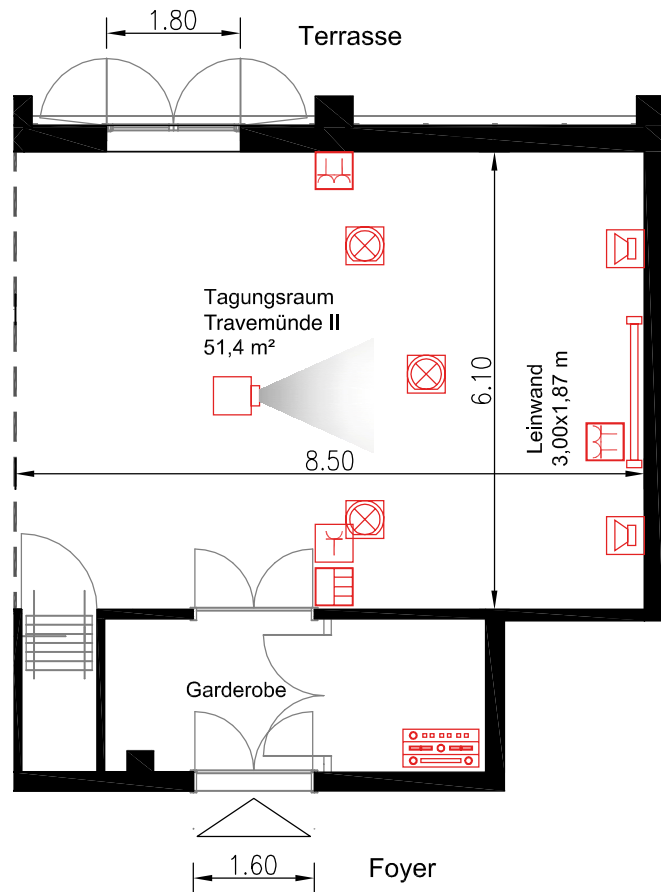 1.80
Terrasse
Tagungsraum
Travemünde II
51,4 m²
6.10
Leinwand
3,00x1,87 m
8.50
Garderobe
1.60
Foyer